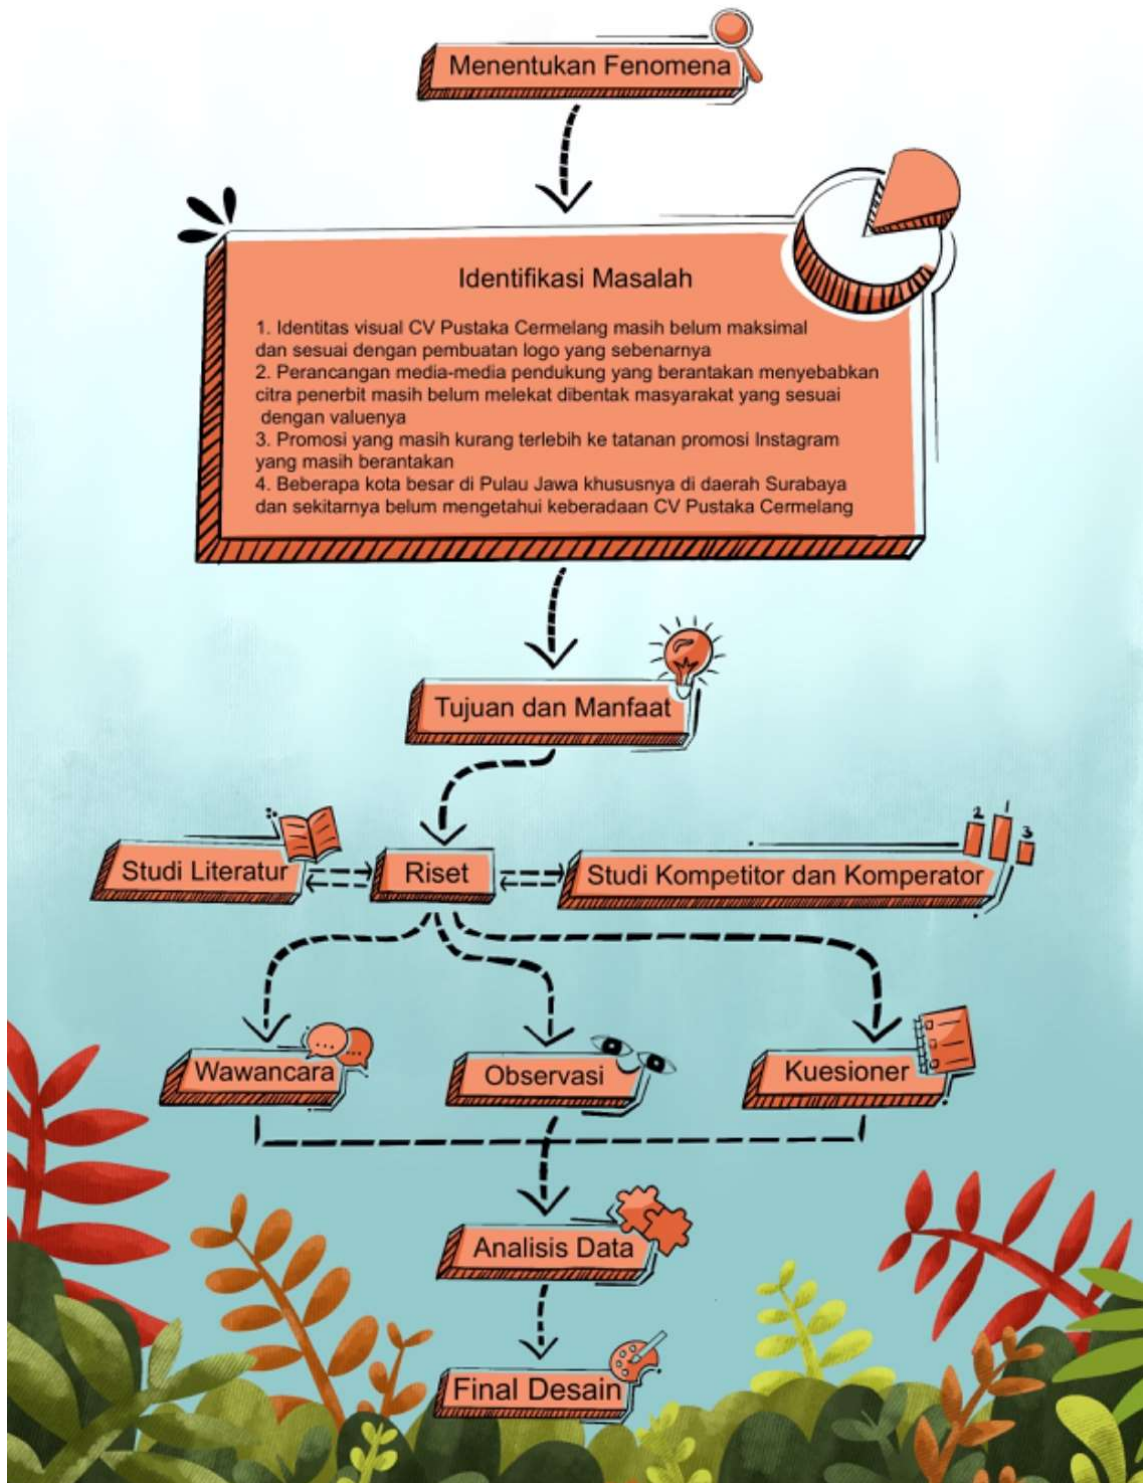 Menentukan Fenomena
Identifikasi Masalah
1. Identitas visual CV Pustaka Cermelang masih belum maksimal
dan sesuai dengan pembuatan logo yang sebenarnya
2. Perancangan media-media pendukung yang berantakan menyebabkan
citra penerbit masih belum melekat dibentak masyarakat yang sesuai
dengan valuenya
3. Promosi yang masih kurang terlebih ke tatanan promosi Instagram
yang masih berantakan
4. Beberapa kota besar di Pulau Jawa khususnya di daerah Surabaya
dan sekitarnya belum mengetahui keberadaan CV Pustaka Cermelang
Tujuan dan Manfaat
2 1 3
Studi Literatur
Riset
Studi Kompetitor dan Komperator
Wawancara
Observasi
Kuesioner
Analisis Data
Final Desain